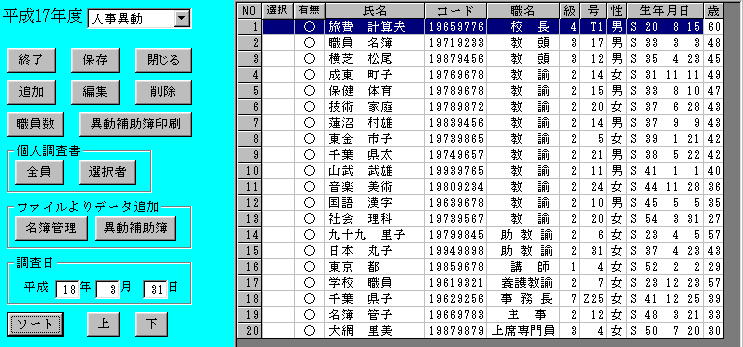 平成17年度 人事異動
終了 保存 閉じる
追加 編集 削除
職員数 異動補助簿印刷
個人調査書
全員 選択者
ファイルよりデータ追加
名簿管理 異動補助簿
調査日
平成 18 年 3 月 31 日
ソート 上 下
NO 選択 有無 氏名 コード 職名 級 号 性 生年月日 歳
1 ○ 旅費 計算夫 19659776 校 長 4 T1 男 S 20 8 15 60
2 ○ 職員 名簿 19719233 教 頭 3 17 男 S 33 5 23 52
3 ○ 横芝 松尾 19879456 教 頭 3 12 男 S 35 4 23 45
4 ○ 成東 町子 19769678 教 諭 2 14 女 S 31 11 11 49
5 ○ 保健 体育 19789678 教 諭 2 15 男 S 33 8 10 47
6 ○ 技術 家庭 19789872 教 諭 2 20 女 S 37 6 28 43
7 ○ 蓮沼 村雄 19809456 教 諭 2 14 男 S 37 9 9 43
8 ○ 東金 市子 19739865 教 諭 2 5 女 S 39 1 21 42
9 ○ 千葉 県太 19749657 教 諭 2 21 男 S 38 5 22 42
10 ○ 山武 武雄 19939765 教 諭 2 11 男 S 41 1 1 40
11 ○ 音楽 美術 19809234 教 諭 2 24 女 S 44 11 28 36
12 ○ 国語 漢字 19639678 教 諭 2 10 女 S 45 5 5 35
13 ○ 社会 理科 19739567 教 諭 2 20 女 S 54 3 31 27
14 ○ 九十九 里子 19799845 助 教 諭 2 6 女 S 23 4 5 57
15 ○ 日本 丸子 19949898 助 教 諭 2 31 女 S 37 4 23 43
16 ○ 東京 都 19859678 講 師 1 4 女 S 52 2 2 29
17 ○ 学校 職員 19619321 養護教諭 2 7 女 S 23 12 23 57
18 ○ 千葉 県子 19629256 事 務 長 7 Z25 男 S 41 12 25 39
19 ○ 名簿 管子 19669783 主 事 2 12 女 S 48 3 21 33
20 ○ 大網 里美 19879879 上席専門員 3 4 女 S 50 7 20 30